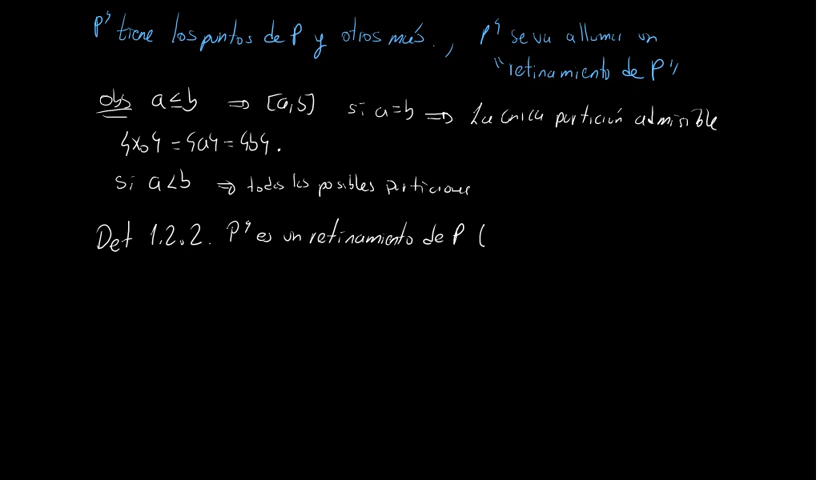 P' tiene los puntos de P y otros más., P' se va allamar un
"refinamiento de P"
obs a ≤ b ⇒ [a,b] si a=b ⇒ La única partición admisible
{x₀} = {a} = {b}.
si a<b ⇒ todas las posibles particiones
Def 1.2.2. P' es un refinamiento de P (